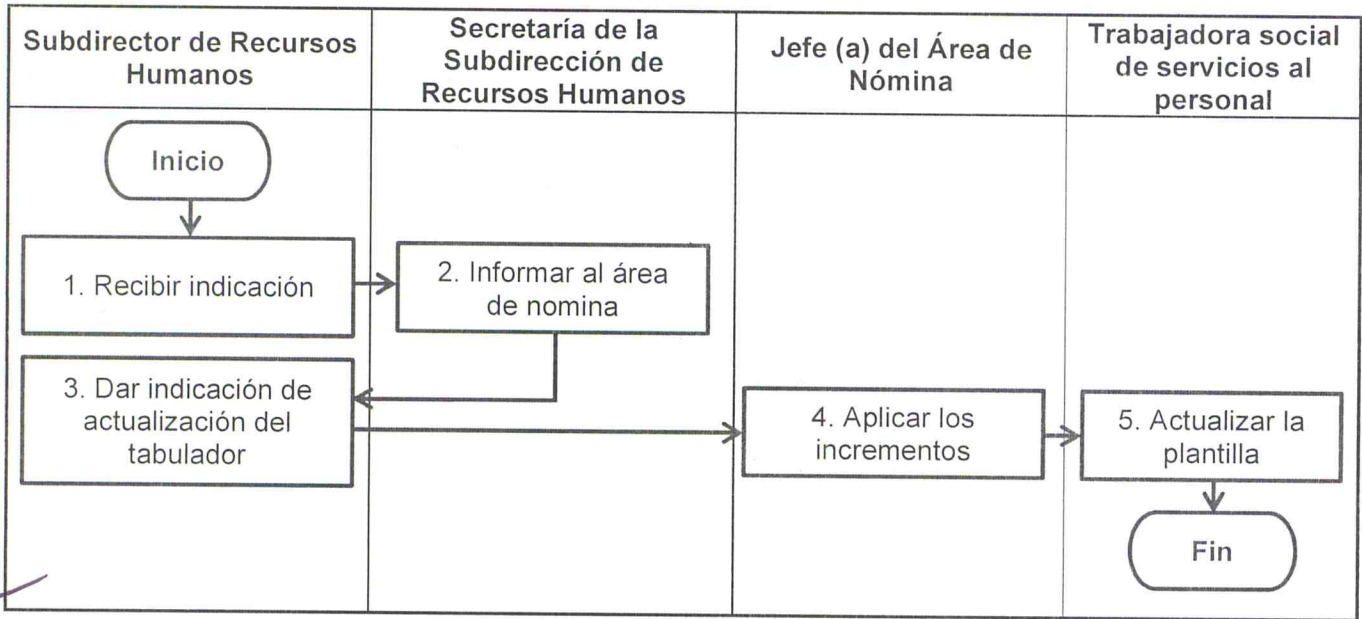 Subdirector de Recursos
Humanos
Secretaría de la
Subdirección de
Recursos Humanos
Jefe (a) del Área de
Nómina
Trabajadora social
de servicios al
personal
Inicio
1. Recibir indicación
2. Informar al área
de nomina
3. Dar indicación de
actualización del
tabulador
4. Aplicar los
incrementos
5. Actualizar la
plantilla
Fin